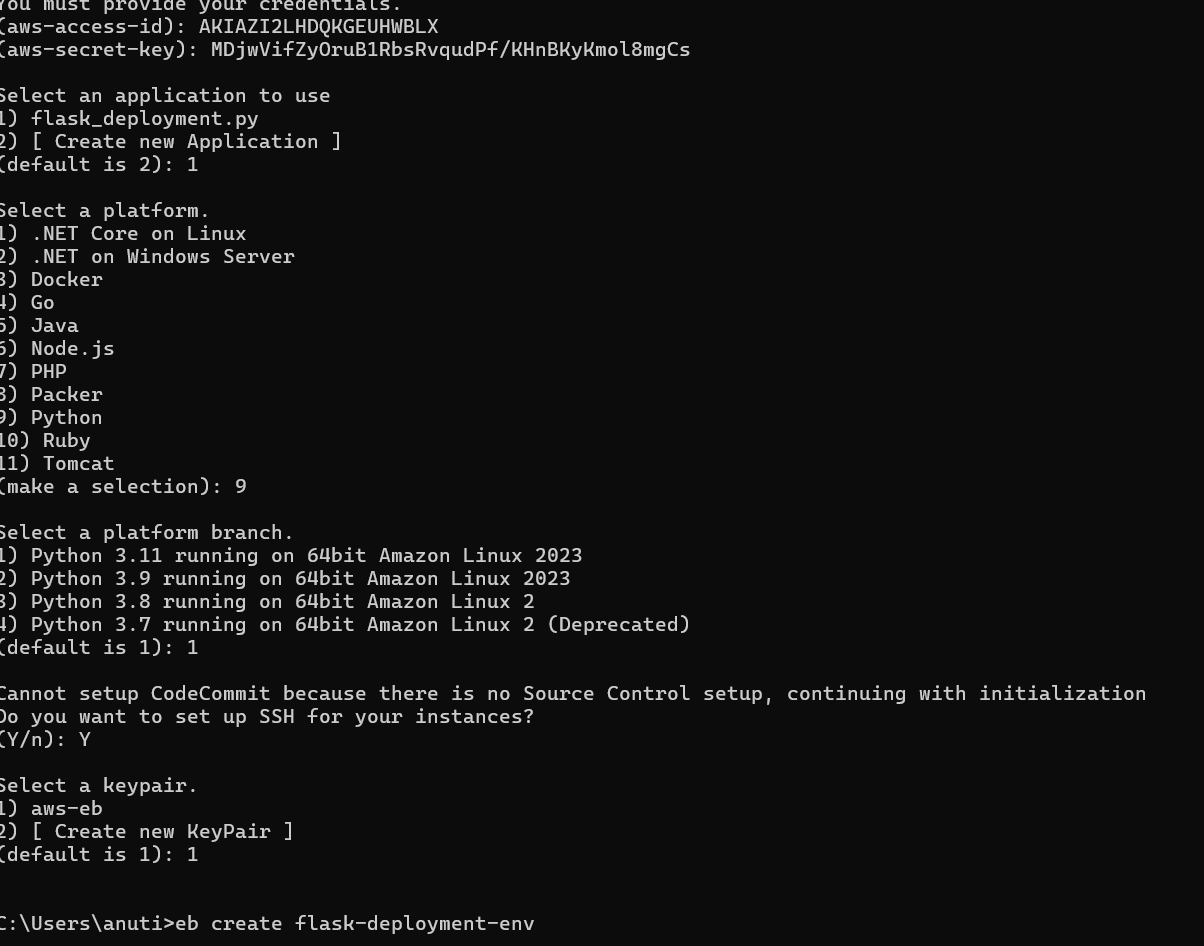 You must provide your credentials.
(aws-access-id): AKIAZI2LHDQKGEUHWBLX
(aws-secret-key): MDjwVifZyOruB1RbsRvqudPf/KHnBKyKmol8mgCs
Select an application to use
1) flask_deployment.py
2) [ Create new Application ]
(default is 2): 1
Select a platform.
1) .NET Core on Linux
2) .NET on Windows Server
3) Docker
4) Go
5) Java
6) Node.js
7) PHP
8) Packer
9) Python
10) Ruby
11) Tomcat
(make a selection): 9
Select a platform branch.
1) Python 3.11 running on 64bit Amazon Linux 2023
2) Python 3.9 running on 64bit Amazon Linux 2023
3) Python 3.8 running on 64bit Amazon Linux 2
4) Python 3.7 running on 64bit Amazon Linux 2 (Deprecated)
(default is 1): 1
Cannot setup CodeCommit because there is no Source Control setup, continuing with initialization
Do you want to set up SSH for your instances?
(Y/n): Y
Select a keypair.
1) aws-eb
2) [ Create new KeyPair ]
(default is 1): 1
C:\Users\anuti>eb create flask-deployment-env